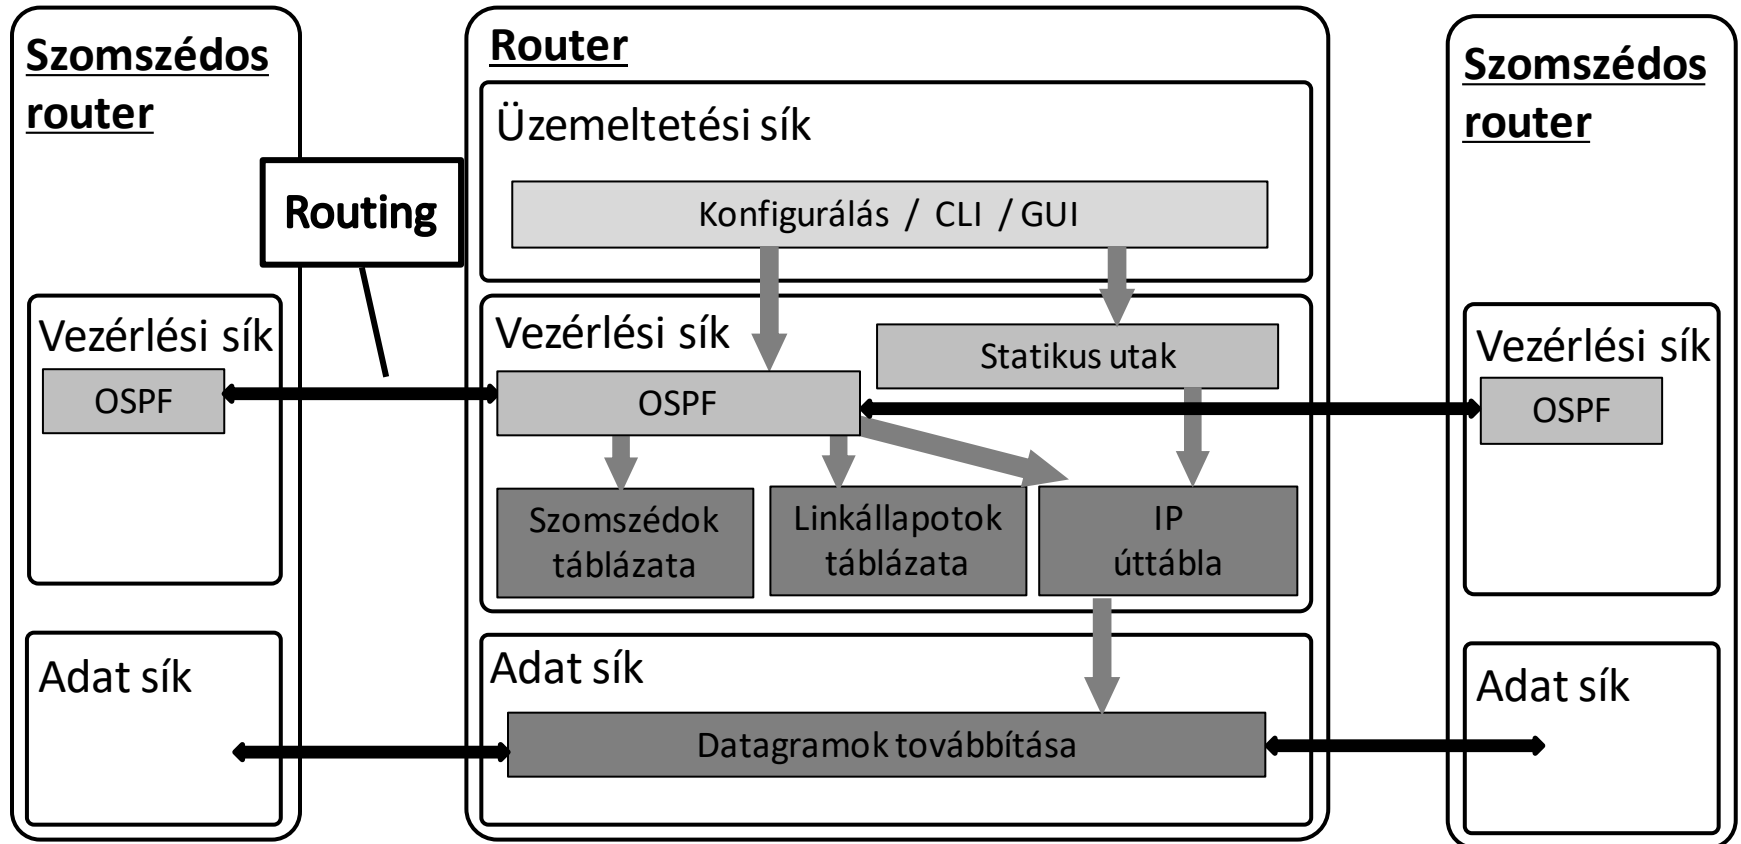 Szomszédos
router
Vezérlési sík
OSPF
Adat sík
Routing
Router
Üzemeltetési sík
Konfigurálás / CLI / GUI
Vezérlési sík
Statikus utak
OSPF
Szomszédok
táblázata
Linkállapotok
táblázata
IP
úttábla
Adat sík
Datagramok továbbítása
Szomszédos
router
Vezérlési sík
OSPF
Adat sík